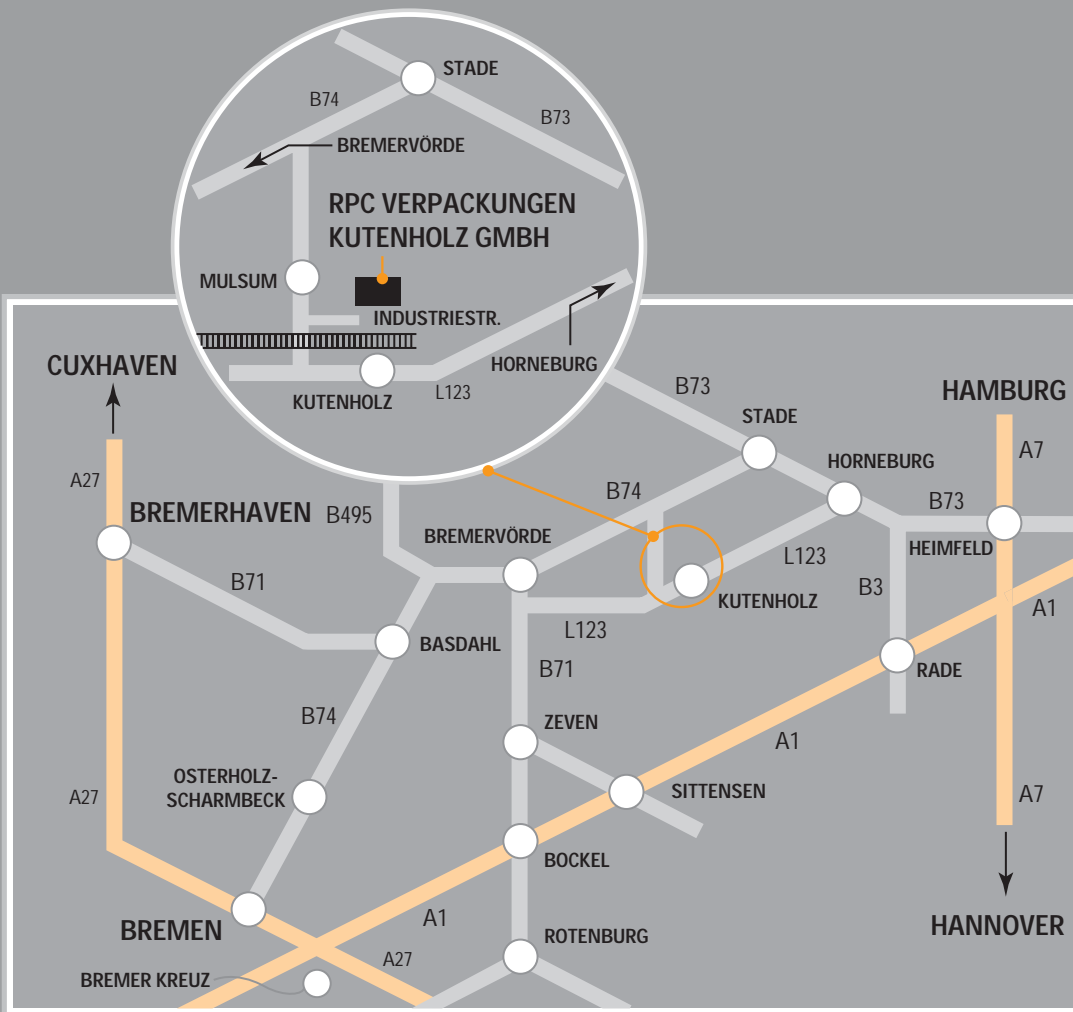 STADE
B74
B73
BREMERVÖRDE
RPC VERPACKUNGEN
KUTENHOLZ GMBH
MULSUM
INDUSTRIESTR.
HORNEBURG
KUTENHOLZ
L123
CUXHAVEN
B73
HAMBURG
STADE
A7
HORNEBURG
A27
B74
B73
BREMERHAVEN
B495
BREMERVÖRDE
HEIMFELD
L123
B71
B3
KUTENHOLZ
A1
L123
BASDAHL
B71
RADE
B74
ZEVEN
A1
OSTERHOLZ-
SCHARMBECK
A27
SITTENSEN
A7
BOCKEL
A1
BREMEN
HANNOVER
ROTENBURG
A27
BREMER KREUZ